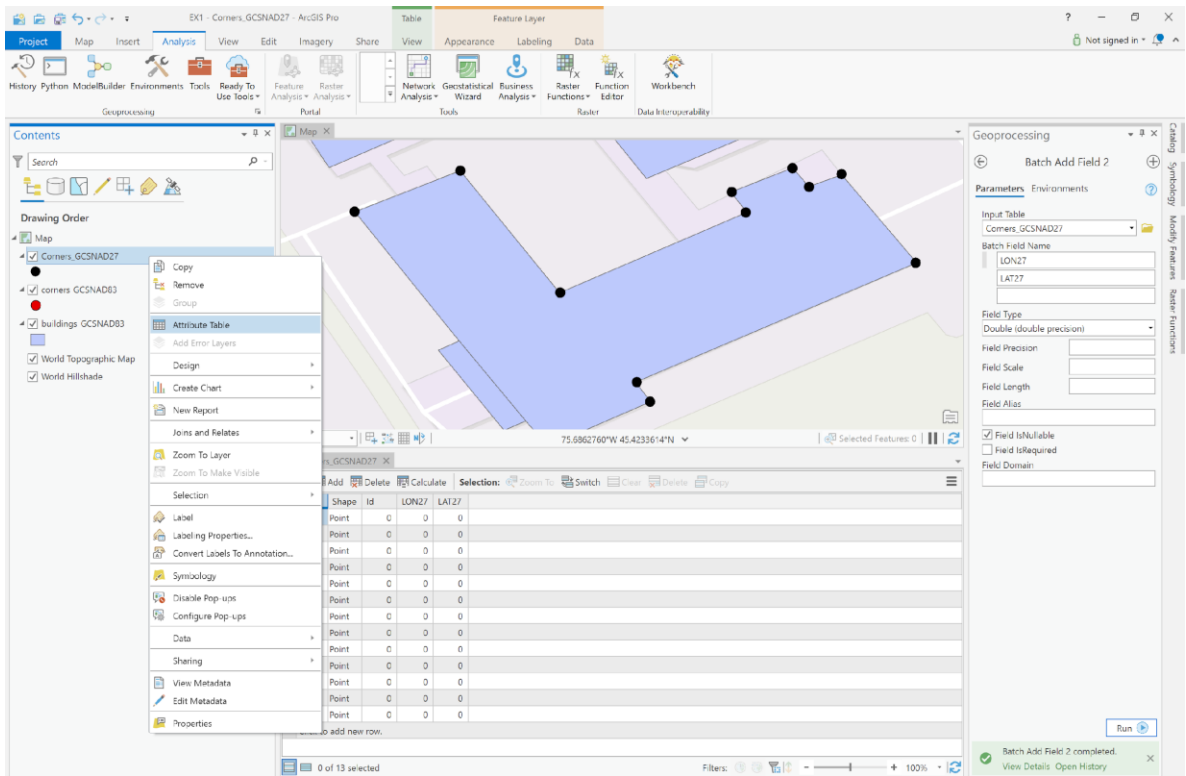 EX1 - Corners_GCSNAD27 - ArcGIS Pro
Table
Feature Layer
?
Project Map Insert Analysis View Edit Imagery Share View Appearance Labeling Data
Not signed in
History Python ModelBuilder Environments Tools Ready To Use Tools
Feature Analysis Raster Analysis
Network Analysis Geostatistical Wizard Business Analysis
Raster Functions Function Editor
Workbench
Geoprocessing Portal Tools Raster Data Interoperability
Contents
Search
Drawing Order
Map
Corners_GCSNAD27
corners GCSNAD83
buildings GCSNAD83
World Topographic Map
World Hillshade
Copy
Remove
Group
Attribute Table
Add Error Layers
Design
Create Chart
New Report
Joins and Relates
Zoom To Layer
Zoom To Make Visible
Selection
Label
Labeling Properties...
Convert Labels To Annotation...
Symbology
Disable Pop-ups
Configure Pop-ups
Data
Sharing
View Metadata
Edit Metadata
Properties
Map
75.6862760°W 45.4233614°N
Selected Features: 0
rs_GCSNAD27
Add Delete Calculate Selection: Zoom To Switch Clear Delete Copy
Shape Id LON27 LAT27
Point 0 0 0
Point 0 0 0
Point 0 0 0
Point 0 0 0
Point 0 0 0
Point 0 0 0
Point 0 0 0
Point 0 0 0
Point 0 0 0
Point 0 0 0
Point 0 0 0
Point 0 0 0
Point 0 0 0
to add new row.
0 of 13 selected
Filters:
- + 100%
Geoprocessing
Batch Add Field 2
Parameters Environments
Input Table
Corners_GCSNAD27
Batch Field Name
LON27
LAT27
Field Type
Double (double precision)
Field Precision
Field Scale
Field Length
Field Alias
Field IsNullable
Field IsRequired
Field Domain
Run
Batch Add Field 2 completed.
View Details Open History
Catalog
Symbology
Modify Features
Raster Functions